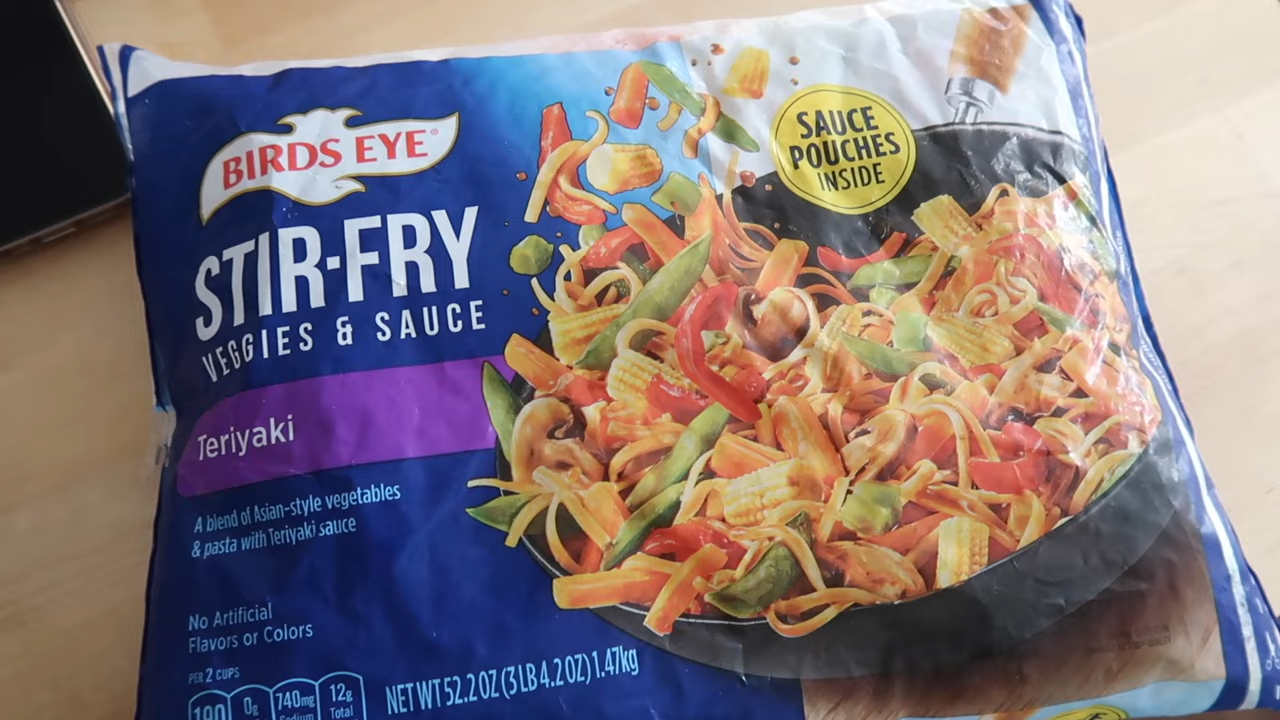 BIRDS EYE®
STIR-FRY
VEGGIES & SAUCE
Teriyaki
A blend of Asian-style vegetables
& pasta with Teriyaki sauce
No Artificial
Flavors or Colors
PER 2 CUPS
0g
740mg
Sodium
12g
Total
NET WT 52.2 OZ (3 LB 4.2 OZ) 1.47kg
SAUCE
POUCHES
INSIDE